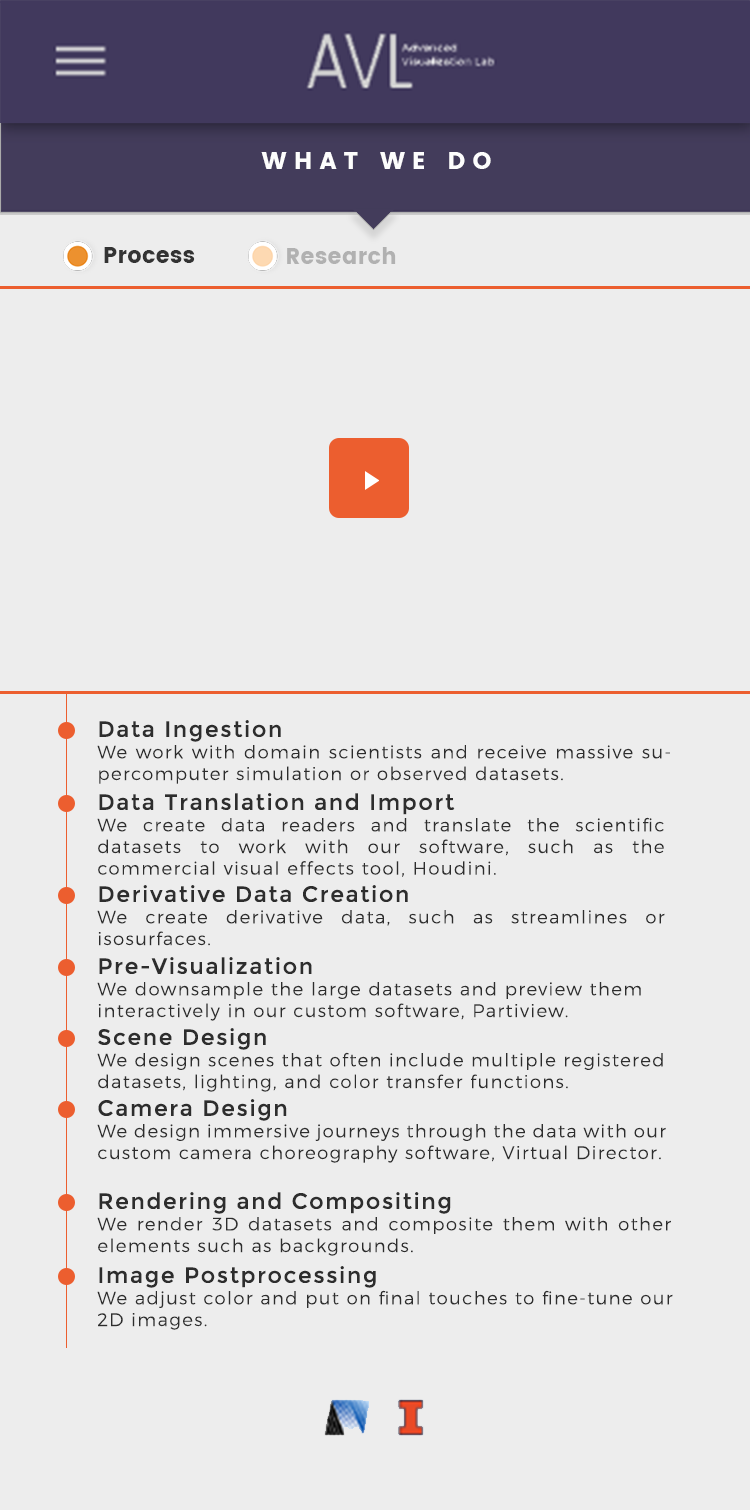 AVL Advanced
Visualization Lab
WHAT WE DO
Process Research
Data Ingestion
We work with domain scientists and receive massive su-
percomputer simulation or observed datasets.
Data Translation and Import
We create data readers and translate the scientific
datasets to work with our software, such as the
commercial visual effects tool, Houdini.
Derivative Data Creation
We create derivative data, such as streamlines or
isosurfaces.
Pre-Visualization
We downsample the large datasets and preview them
interactively in our custom software, Partiview.
Scene Design
We design scenes that often include multiple registered
datasets, lighting, and color transfer functions.
Camera Design
We design immersive journeys through the data with our
custom camera choreography software, Virtual Director.
Rendering and Compositing
We render 3D datasets and composite them with other
elements such as backgrounds.
Image Postprocessing
We adjust color and put on final touches to fine-tune our
2D images.
I